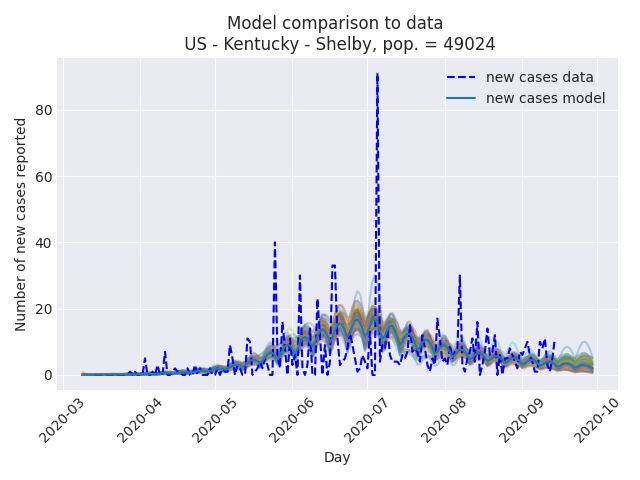 Model comparison to data
US - Kentucky - Shelby, pop. = 49024
new cases data
new cases model
Number of new cases reported
80
60
40
20
0
2020-03
2020-04
2020-05
2020-06
2020-07
2020-08
2020-09
2020-10
Day